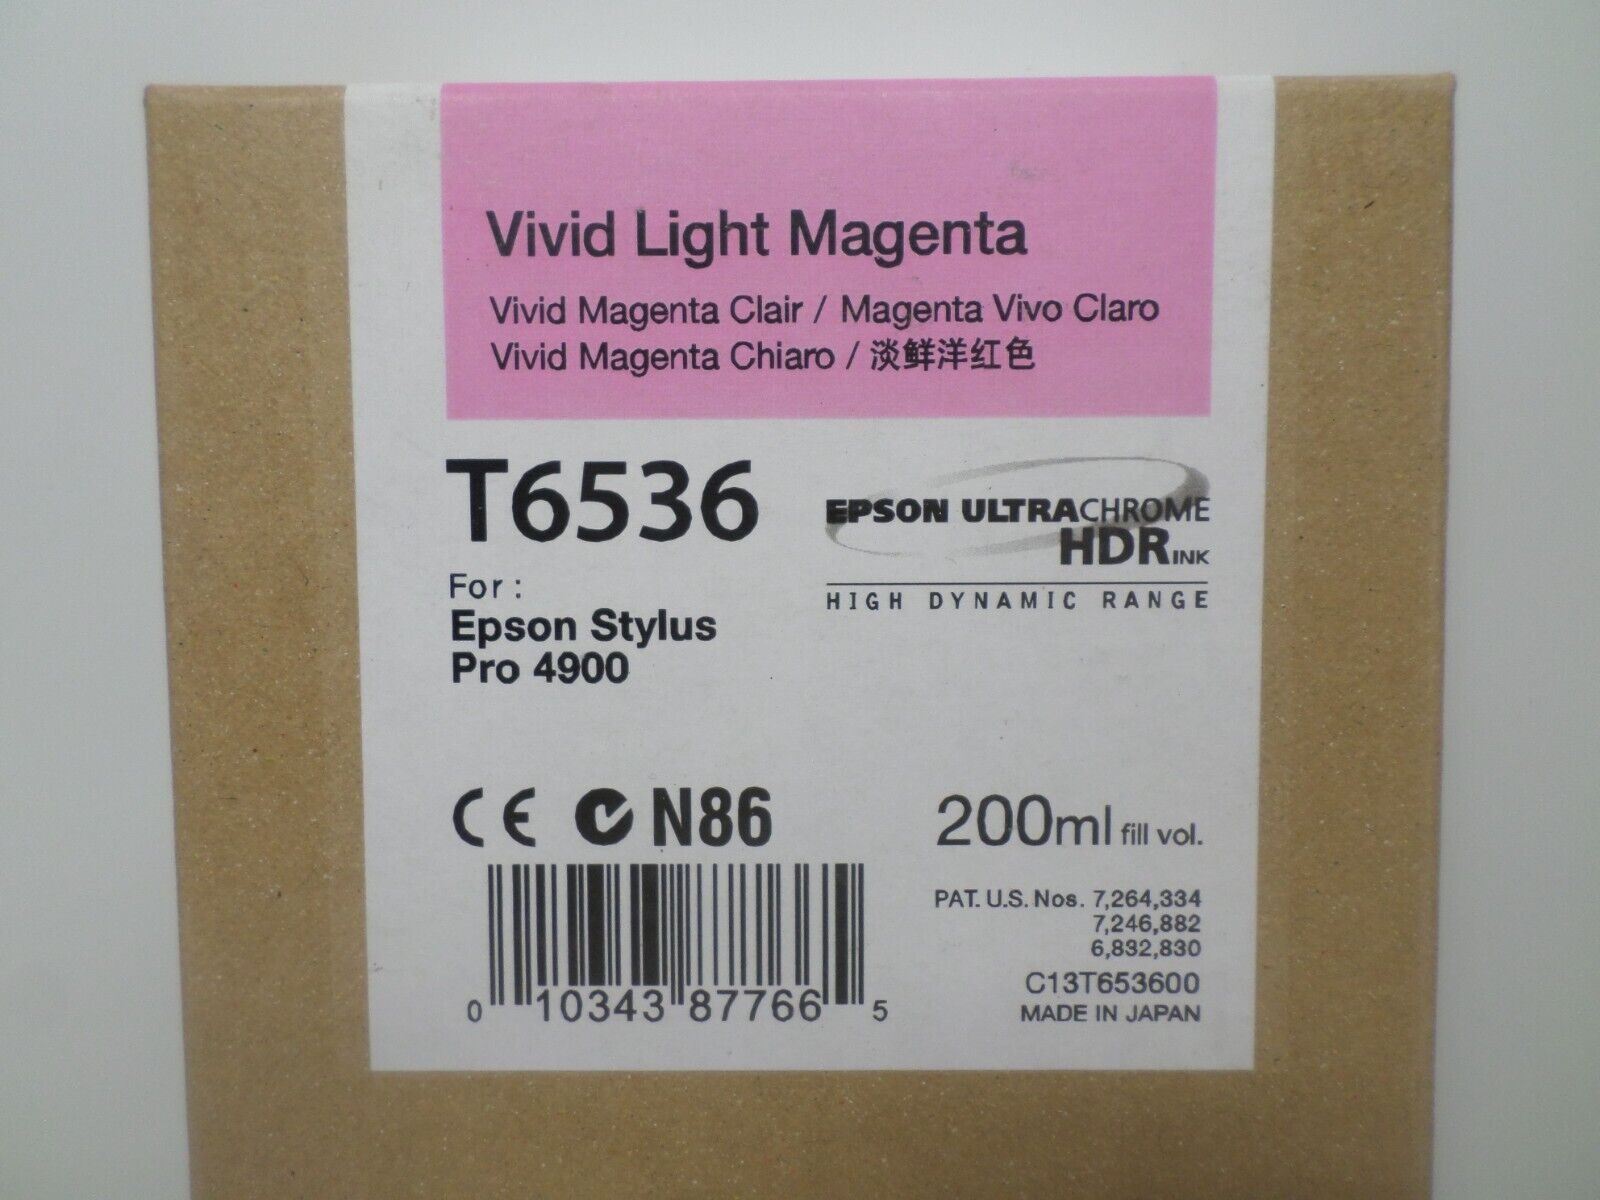 Vivid Light Magenta
Vivid Magenta Clair / Magenta Vivo Claro
Vivid Magenta Chiaro / 淡鲜洋红色
T6536
EPSON ULTRACHROME
HDR INK
HIGH DYNAMIC RANGE
For :
Epson Stylus
Pro 4900
CE N86
200ml fill vol.
PAT. U.S. Nos. 7,264,334
7,246,882
6,832,830
C13T653600
MADE IN JAPAN
0 10343 87766 5